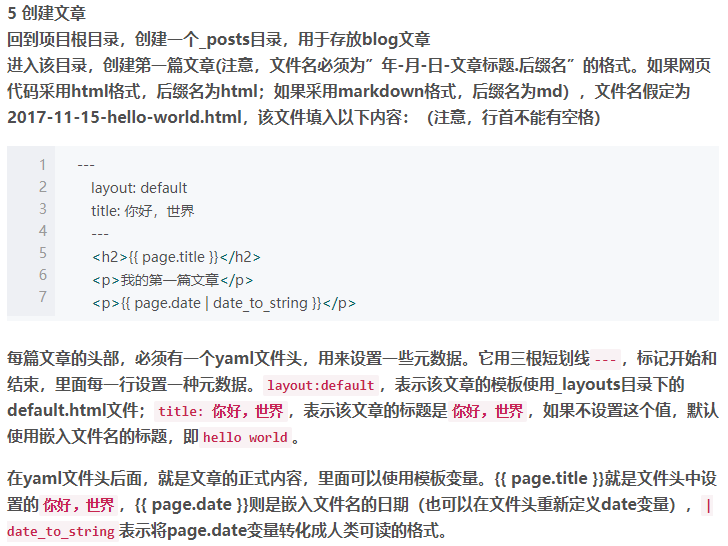 5 创建文章
回到项目根目录，创建一个_posts目录，用于存放blog文章
进入该目录，创建第一篇文章(注意，文件名必须为”年-月-日-文章标题.后缀名”的格式。如果网页
代码采用html格式，后缀名为html；如果采用markdown格式，后缀名为md），文件名假定为
2017-11-15-hello-world.html，该文件填入以下内容：（注意，行首不能有空格）
1 ---
2 layout: default
3 title: 你好，世界
4 ---
5 <h2>{{ page.title }}</h2>
6 <p>我的第一篇文章</p>
7 <p>{{ page.date | date_to_string }}</p>
每篇文章的头部，必须有一个yaml文件头，用来设置一些元数据。它用三根短划线 --- ，标记开始和
结束，里面每一行设置一种元数据。layout:default ，表示该文章的模板使用_layouts目录下的
default.html文件；title: 你好，世界 ，表示该文章的标题是 你好，世界 ，如果不设置这个值，默认
使用嵌入文件名的标题，即 hello world 。
在yaml文件头后面，就是文章的正式内容，里面可以使用模板变量。{{ page.title }}就是文件头中设
置的 你好，世界 ，{{ page.date }}则是嵌入文件名的日期（也可以在文件头重新定义date变量），|
date_to_string 表示将page.date变量转化成人类可读的格式。